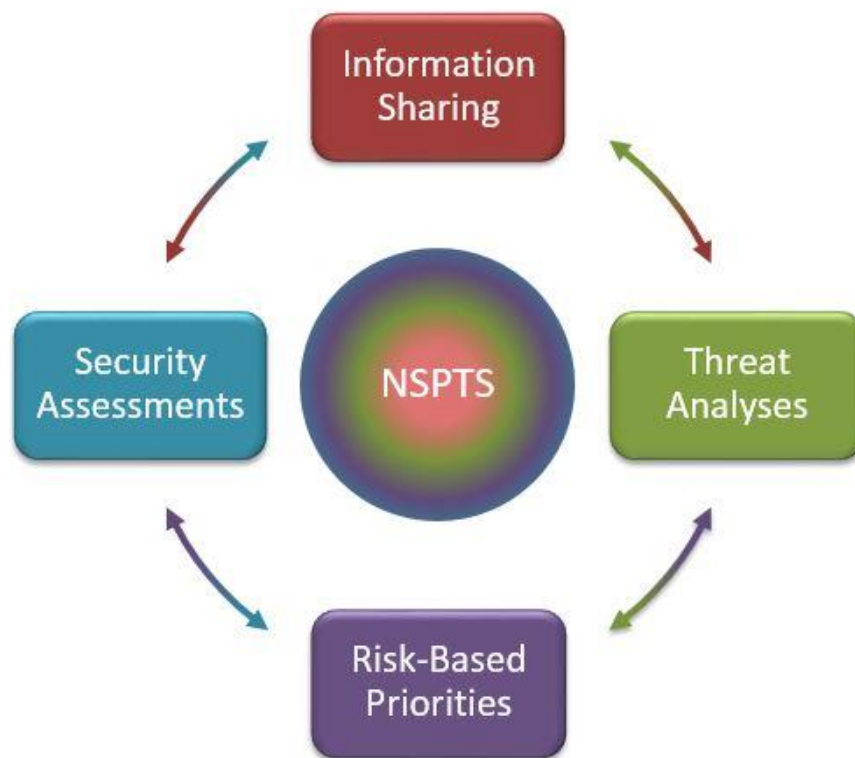 Information
Sharing
Security
Assessments
NSPTS
Threat
Analyses
Risk-Based
Priorities